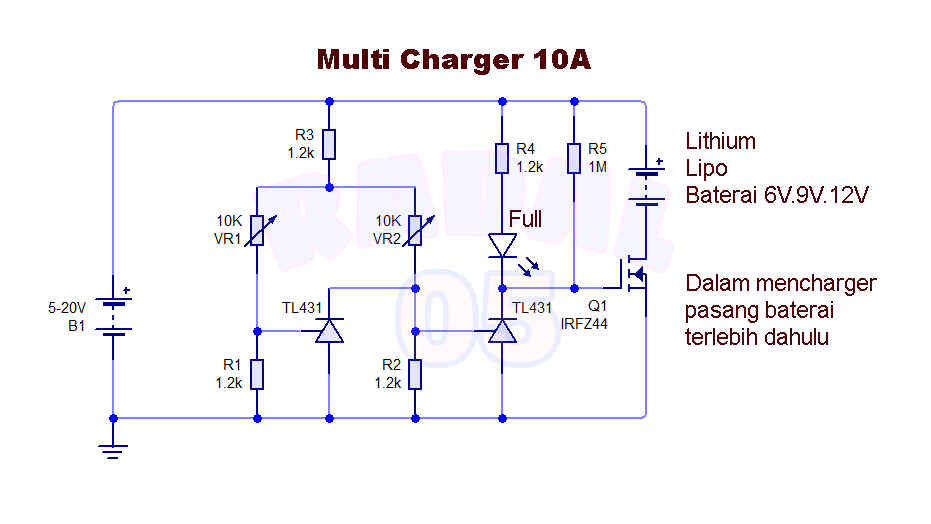 Multi Charger 10A
R3
1.2k
R4
1.2k
R5
1M
Lithium
Lipo
Baterai 6V.9V.12V
RADAL
05
10K
VR1
10K
VR2
Full
5-20V
B1
TL431
TL431
Q1
IRFZ44
Dalam mencharger
pasang baterai
terlebih dahulu
R1
1.2k
R2
1.2k